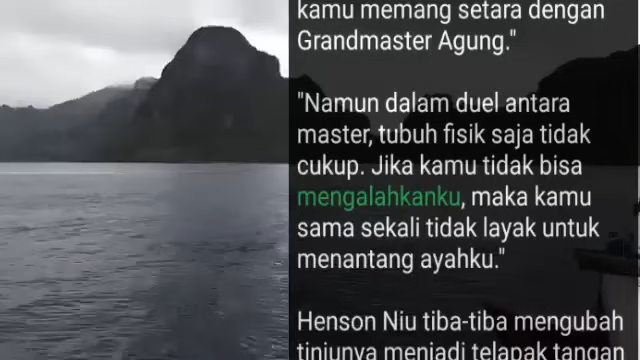 kamu memang setara dengan
Grandmaster Agung."
"Namun dalam duel antara
master, tubuh fisik saja tidak
cukup. Jika kamu tidak bisa
mengalahkanku, maka kamu
sama sekali tidak layak untuk
menantang ayahku."
Henson Niu tiba-tiba mengubah
tinjunya menjadi telapak tangan